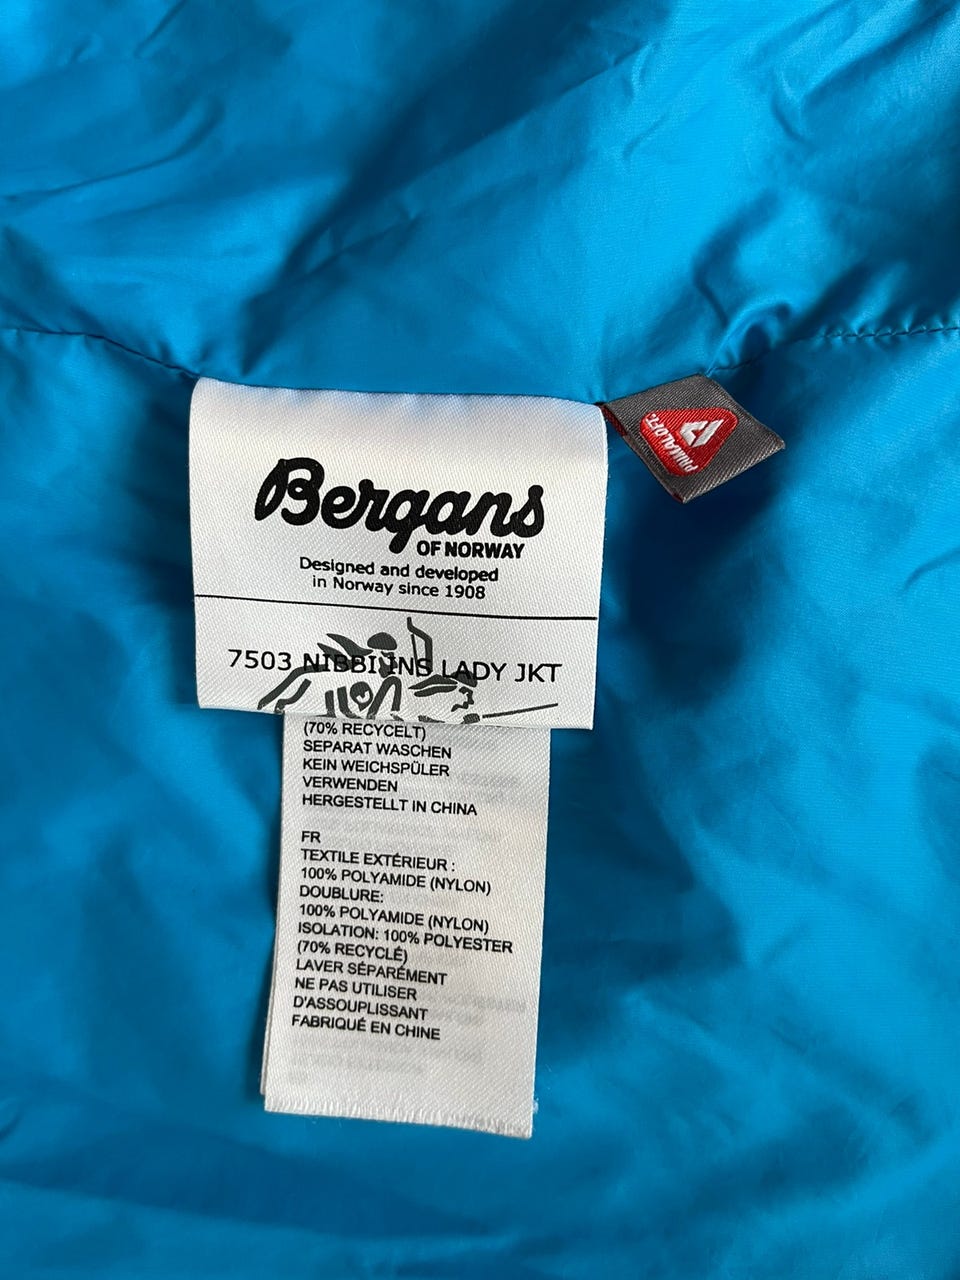 Bergans
OF NORWAY
Designed and developed
in Norway since 1908
7503 NIBBI INS LADY JKT
PRIMALOFT
(70% RECYCELT)
SEPARAT WASCHEN
KEIN WEICHSPÜLER
VERWENDEN
HERGESTELLT IN CHINA
FR
TEXTILE EXTÉRIEUR :
100% POLYAMIDE (NYLON)
DOUBLURE:
100% POLYAMIDE (NYLON)
ISOLATION: 100% POLYESTER
(70% RECYCLÉ)
LAVER SÉPARÉMENT
NE PAS UTILISER
D'ASSOUPLISSANT
FABRIQUÉ EN CHINE